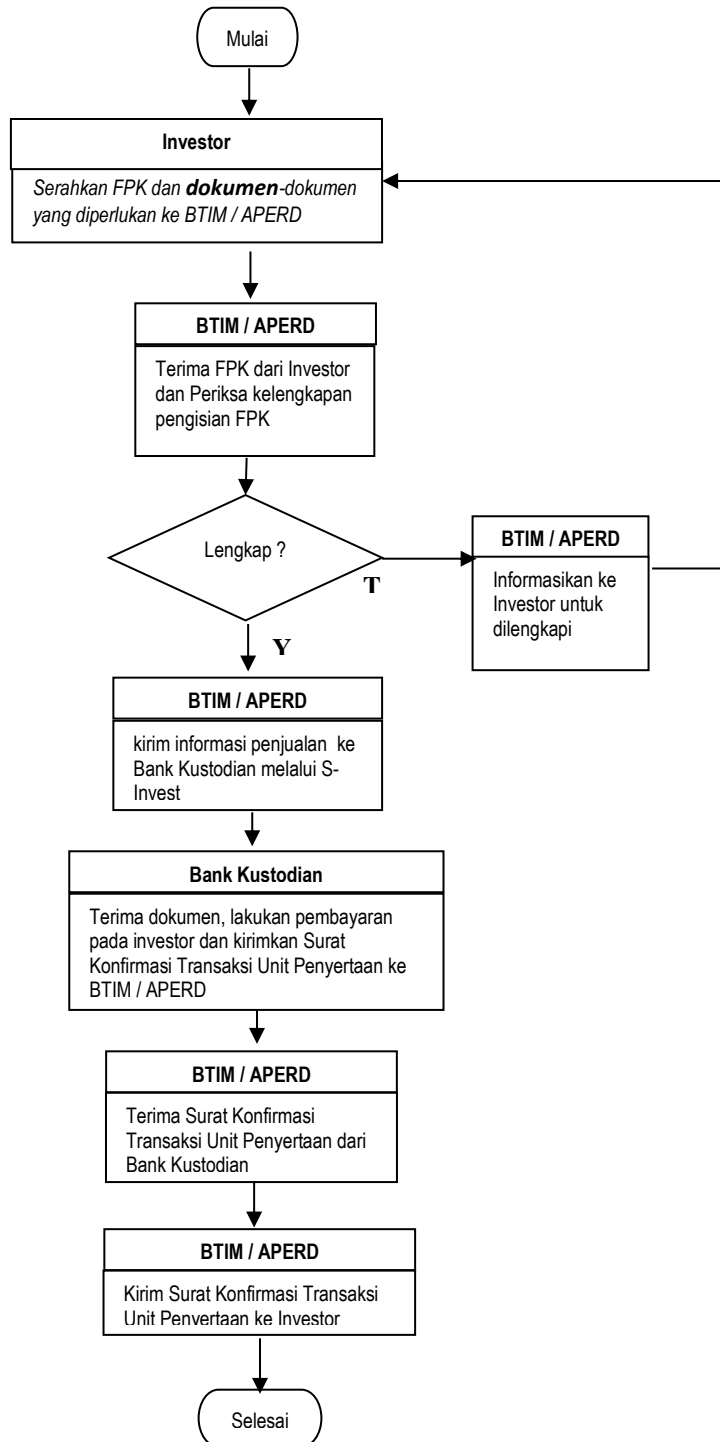 Mulai
Investor
Serahkan FPK dan dokumen-dokumen
yang diperlukan ke BTIM / APERD
BTIM / APERD
Terima FPK dari Investor
dan Periksa kelengkapan
pengisian FPK
Lengkap ?
T
BTIM / APERD
Informasikan ke
Investor untuk
dilengkapi
Y
BTIM / APERD
kirim informasi penjualan ke
Bank Kustodian melalui S-
Invest
Bank Kustodian
Terima dokumen, lakukan pembayaran
pada investor dan kirimkan Surat
Konfirmasi Transaksi Unit Penyertaan ke
BTIM / APERD
BTIM / APERD
Terima Surat Konfirmasi
Transaksi Unit Penyertaan dari
Bank Kustodian
BTIM / APERD
Kirim Surat Konfirmasi Transaksi
Unit Penyertaan ke Investor
Selesai